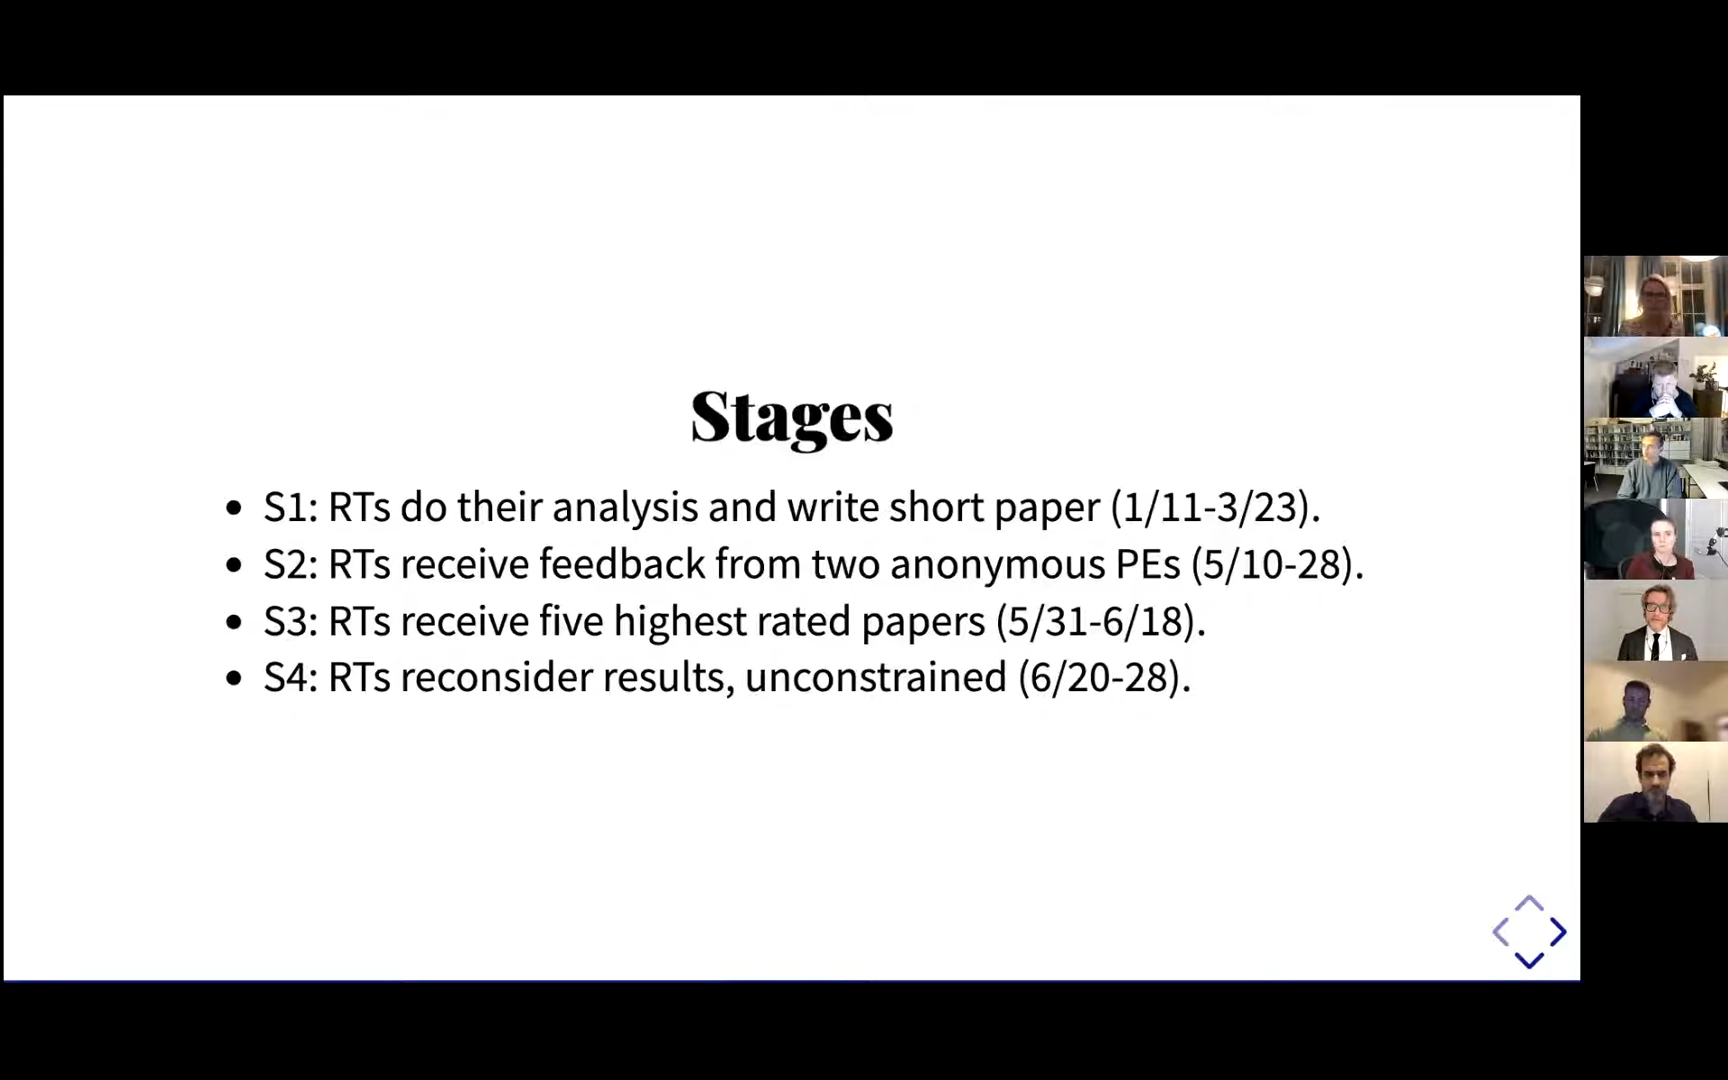 Stages
• S1: RTs do their analysis and write short paper (1/11-3/23).
• S2: RTs receive feedback from two anonymous PEs (5/10-28).
• S3: RTs receive five highest rated papers (5/31-6/18).
• S4: RTs reconsider results, unconstrained (6/20-28).